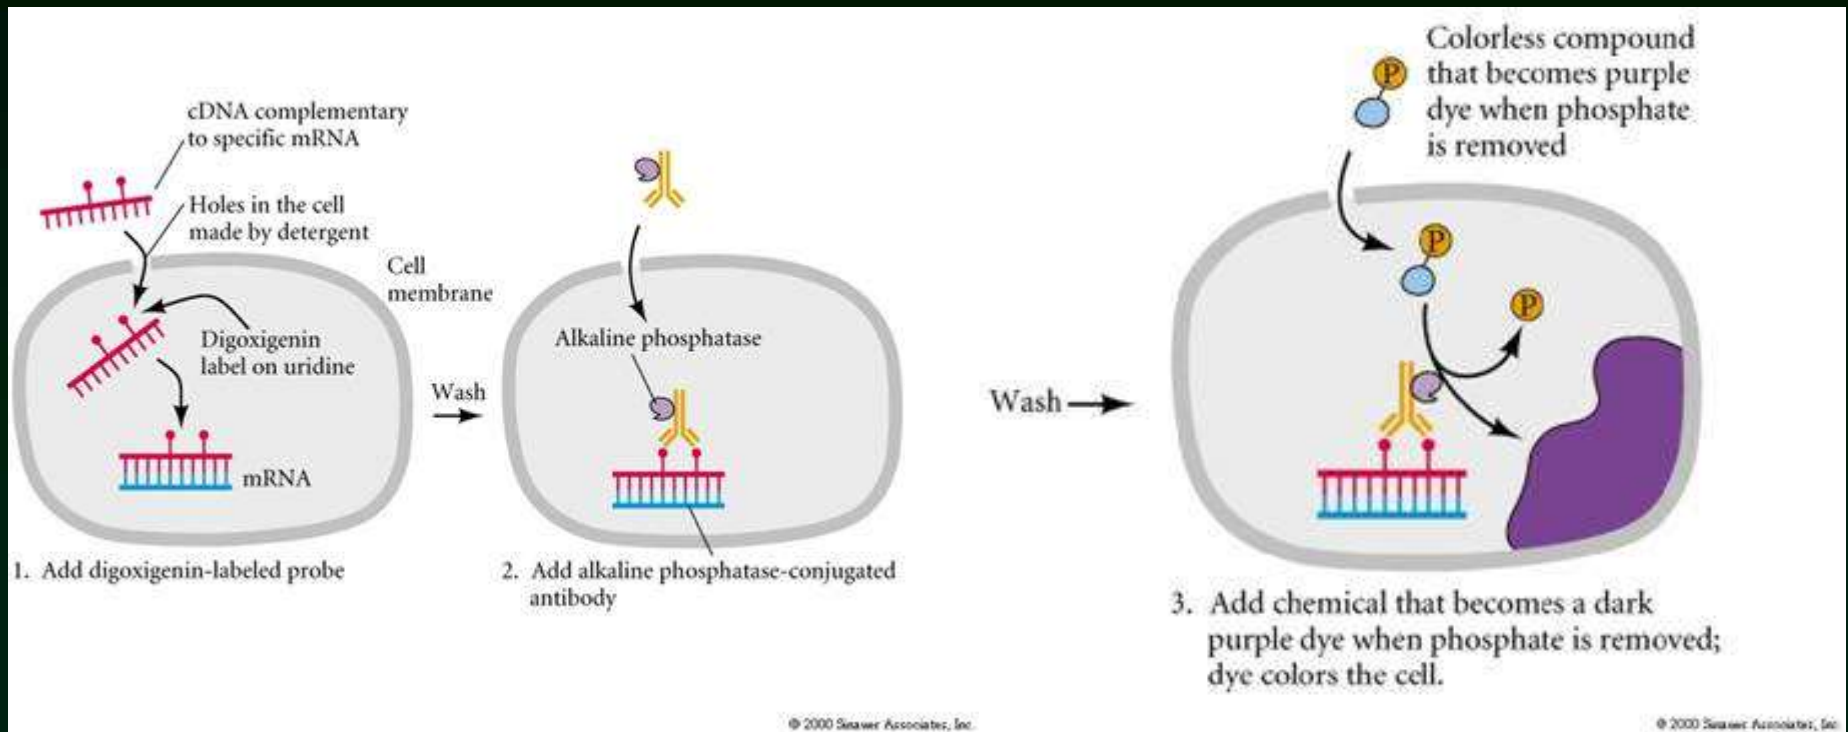 cDNA complementary
to specific mRNA
Holes in the cell
made by detergent
Cell
membrane
Digoxigenin
label on uridine
mRNA
1. Add digoxigenin-labeled probe
Wash
Alkaline phosphatase
2. Add alkaline phosphatase-conjugated
antibody
© 2000 Sinauer Associates, Inc.
Wash
Colorless compound
that becomes purple
dye when phosphate
is removed
P
P
P
3. Add chemical that becomes a dark
purple dye when phosphate is removed;
dye colors the cell.
© 2000 Sinauer Associates, Inc.